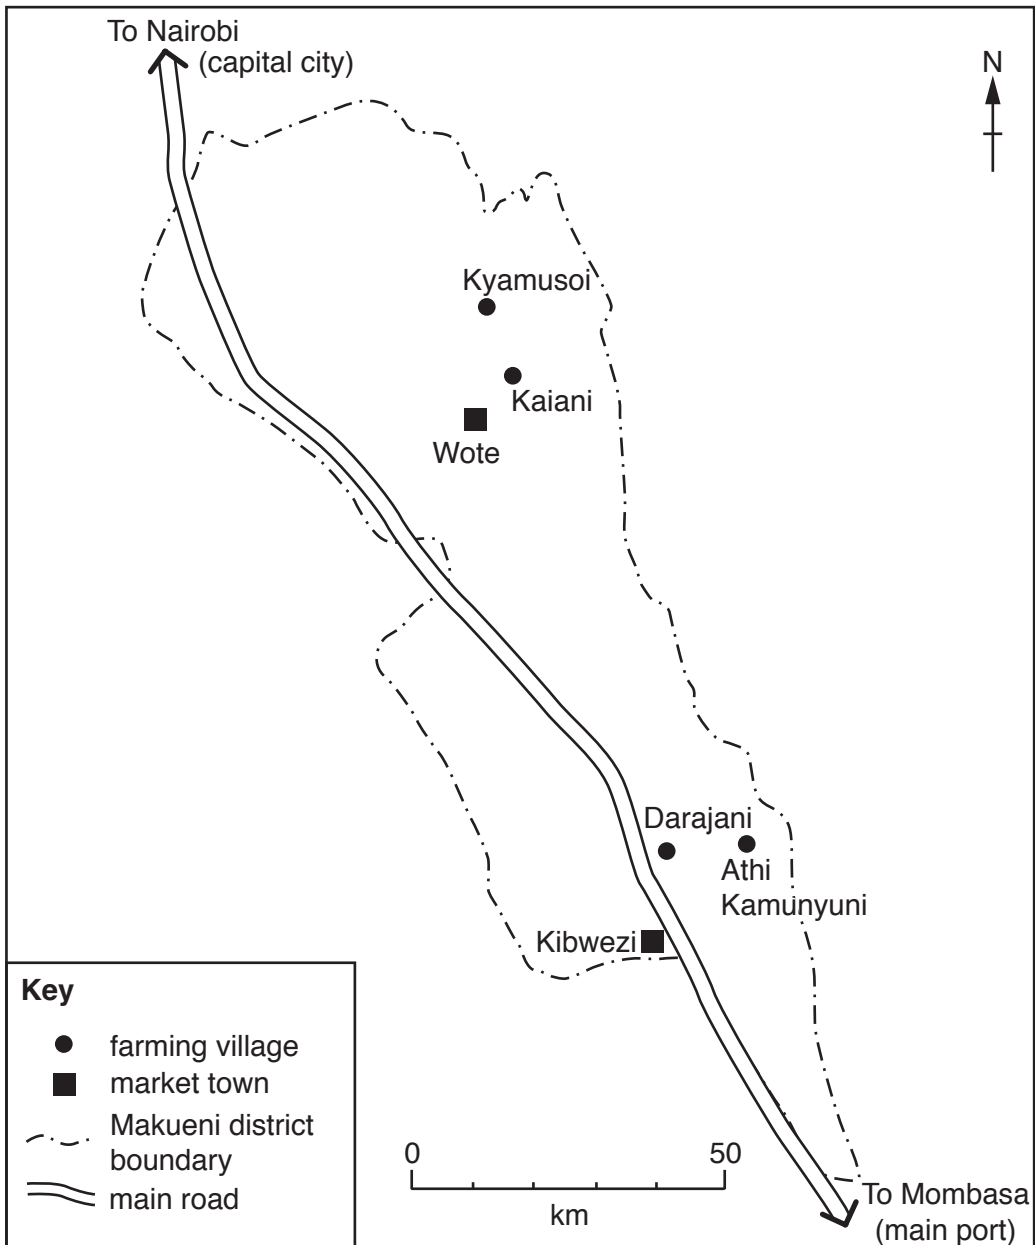 To Nairobi
(capital city)
N
Kyamusoi
Kaiani
Wote
Darajani
Athi
Kamunyuni
Kibwezi
Key
farming village
market town
Makueni district
boundary
main road
0 50
km
To Mombasa
(main port)